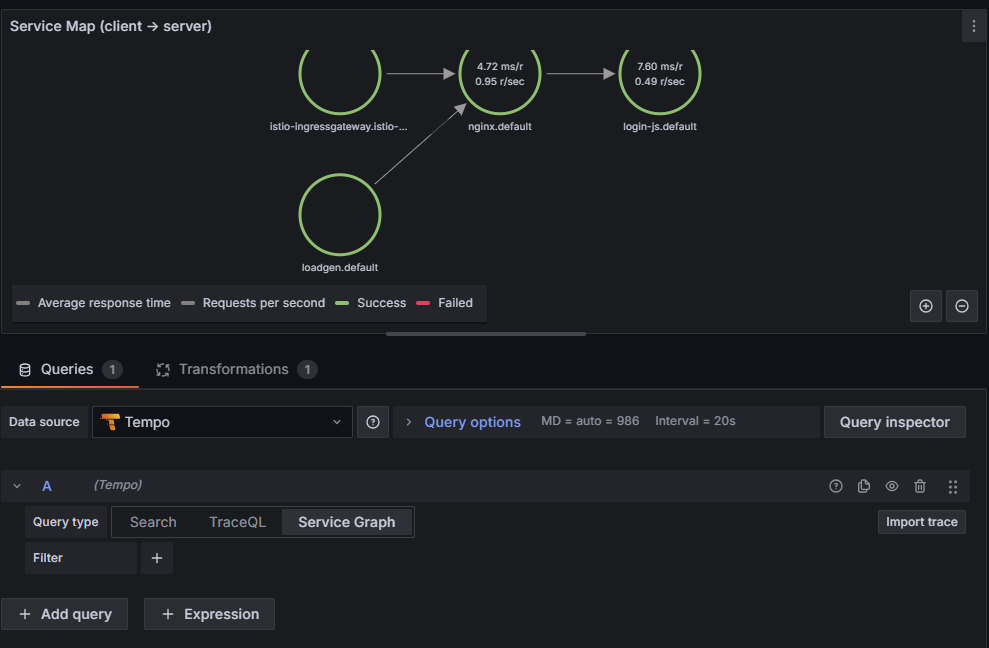 Service Map (client → server)
4.72 ms/r
0.95 r/sec
7.60 ms/r
0.49 r/sec
istio-ingressgateway.istio-...
nginx.default
login-js.default
loadgen.default
Average response time
Requests per second
Success
Failed
Queries 1
Transformations 1
Data source
Tempo
Query options
MD = auto = 986
Interval = 20s
Query inspector
A
(Tempo)
Query type
Search
TraceQL
Service Graph
Import trace
Filter
+
+ Add query
+ Expression